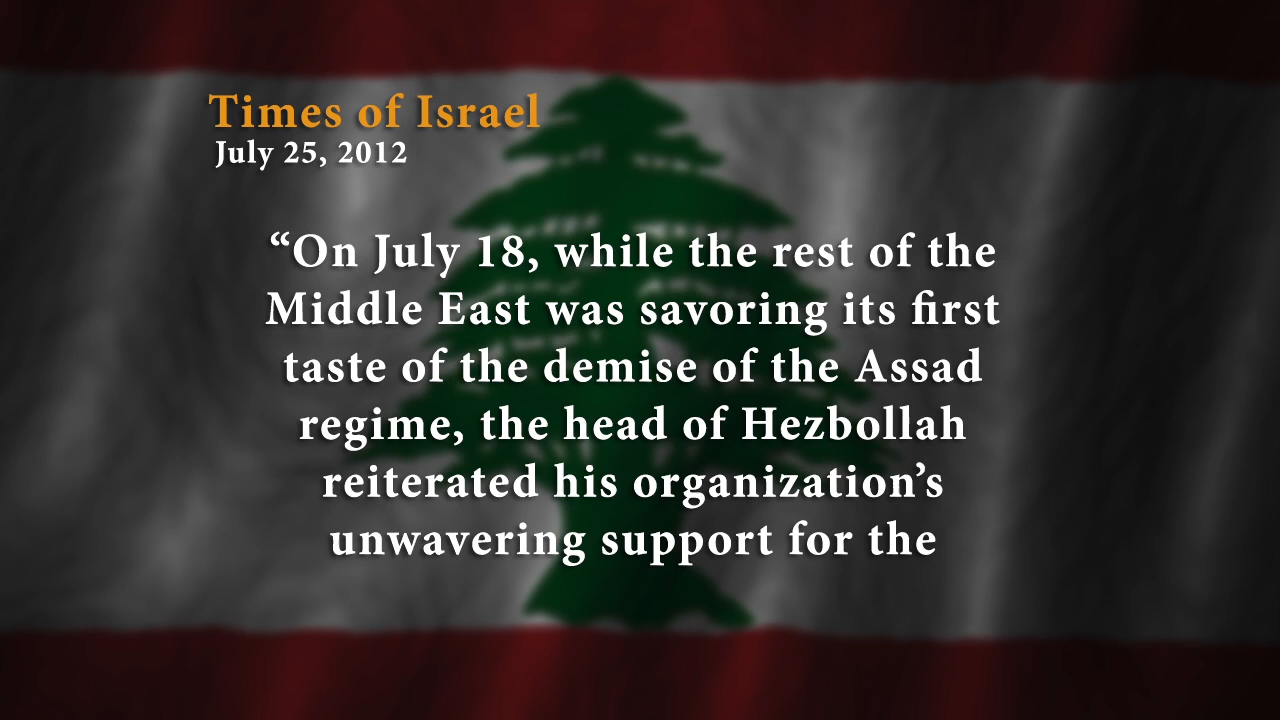 Times of Israel
July 25, 2012
“On July 18, while the rest of the
Middle East was savoring its first
taste of the demise of the Assad
regime, the head of Hezbollah
reiterated his organization’s
unwavering support for the